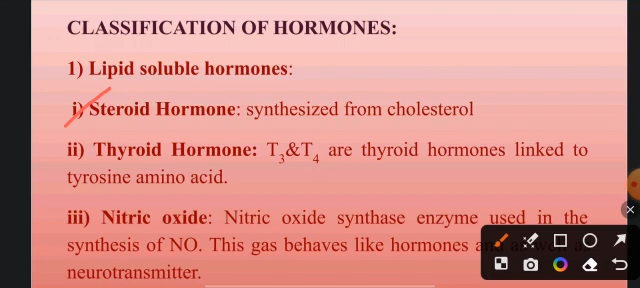 CLASSIFICATION OF HORMONES:
1) Lipid soluble hormones:
i) Steroid Hormone: synthesized from cholesterol
ii) Thyroid Hormone: T₃&T₄ are thyroid hormones linked to
tyrosine amino acid.
iii) Nitric oxide: Nitric oxide synthase enzyme used in the
synthesis of NO. This gas behaves like hormones
neurotransmitter.